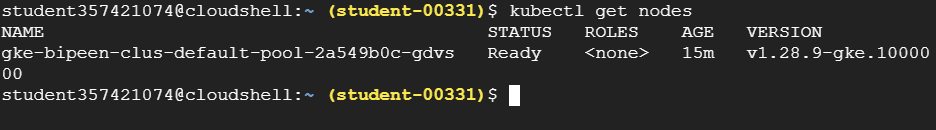 student357421074@cloudshell:~ (student-00331)$ kubectl get nodes
NAME STATUS ROLES AGE VERSION
gke-bipeen-clus-default-pool-2a549b0c-gdvs Ready <none> 15m v1.28.9-gke.10000
00
student357421074@cloudshell:~ (student-00331)$